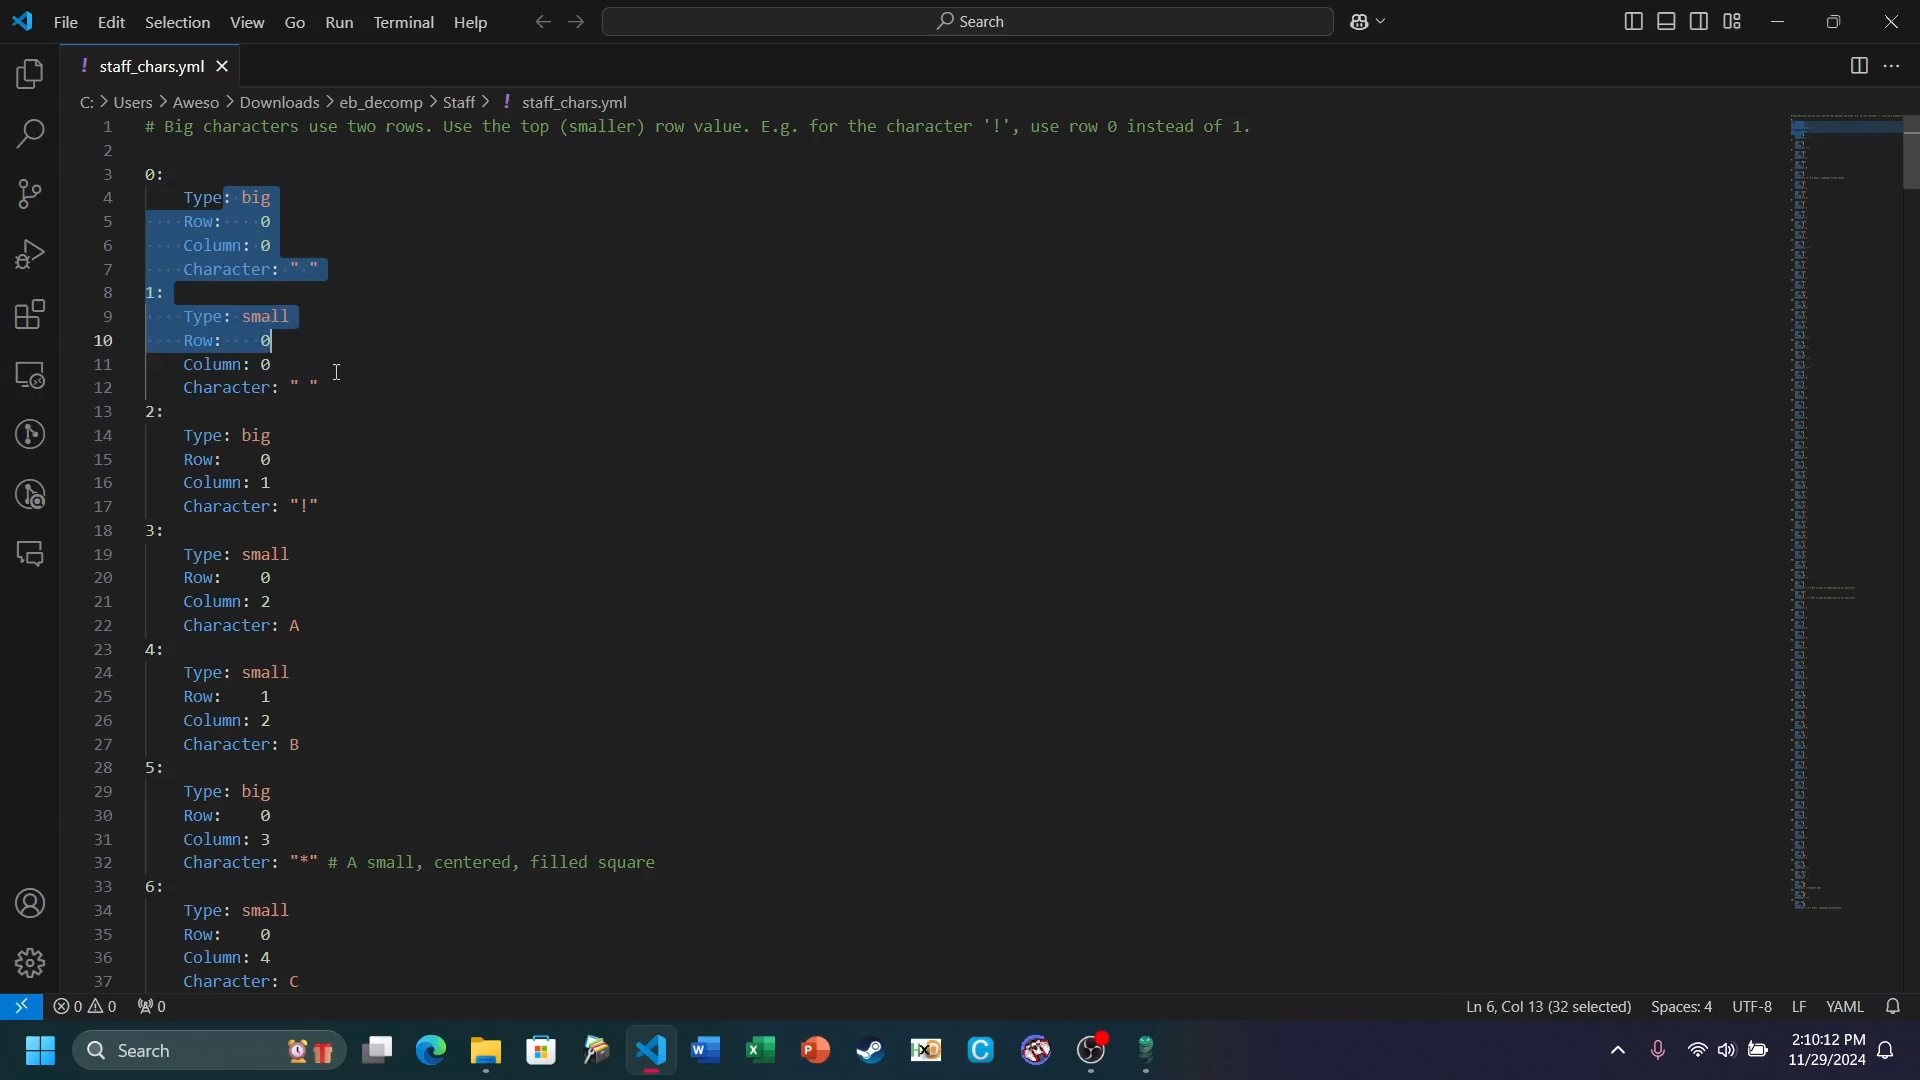 File Edit Selection View Go Run Terminal Help Search
staff_chars.yml
C: > Users > Aweso > Downloads > eb_decomp > Staff > ! staff_chars.yml
1 # Big characters use two rows. Use the top (smaller) row value. E.g. for the character '!', use row 0 instead of 1.
2
3 0:
4 Type: big
5 Row: 0
6 Column: 0
7 Character: " "
8 1:
9 Type: small
10 Row: 0
11 Column: 0
12 Character: " "
13 2:
14 Type: big
15 Row: 0
16 Column: 1
17 Character: "!"
18 3:
19 Type: small
20 Row: 0
21 Column: 2
22 Character: A
23 4:
24 Type: small
25 Row: 1
26 Column: 2
27 Character: B
28 5:
29 Type: big
30 Row: 0
31 Column: 3
32 Character: "*" # A small, centered, filled square
33 6:
34 Type: small
35 Row: 0
36 Column: 4
37 Character: C
0 0 0 Ln 6, Col 13 (32 selected) Spaces: 4 UTF-8 LF YAML
Search 2:10:12 PM
11/29/2024